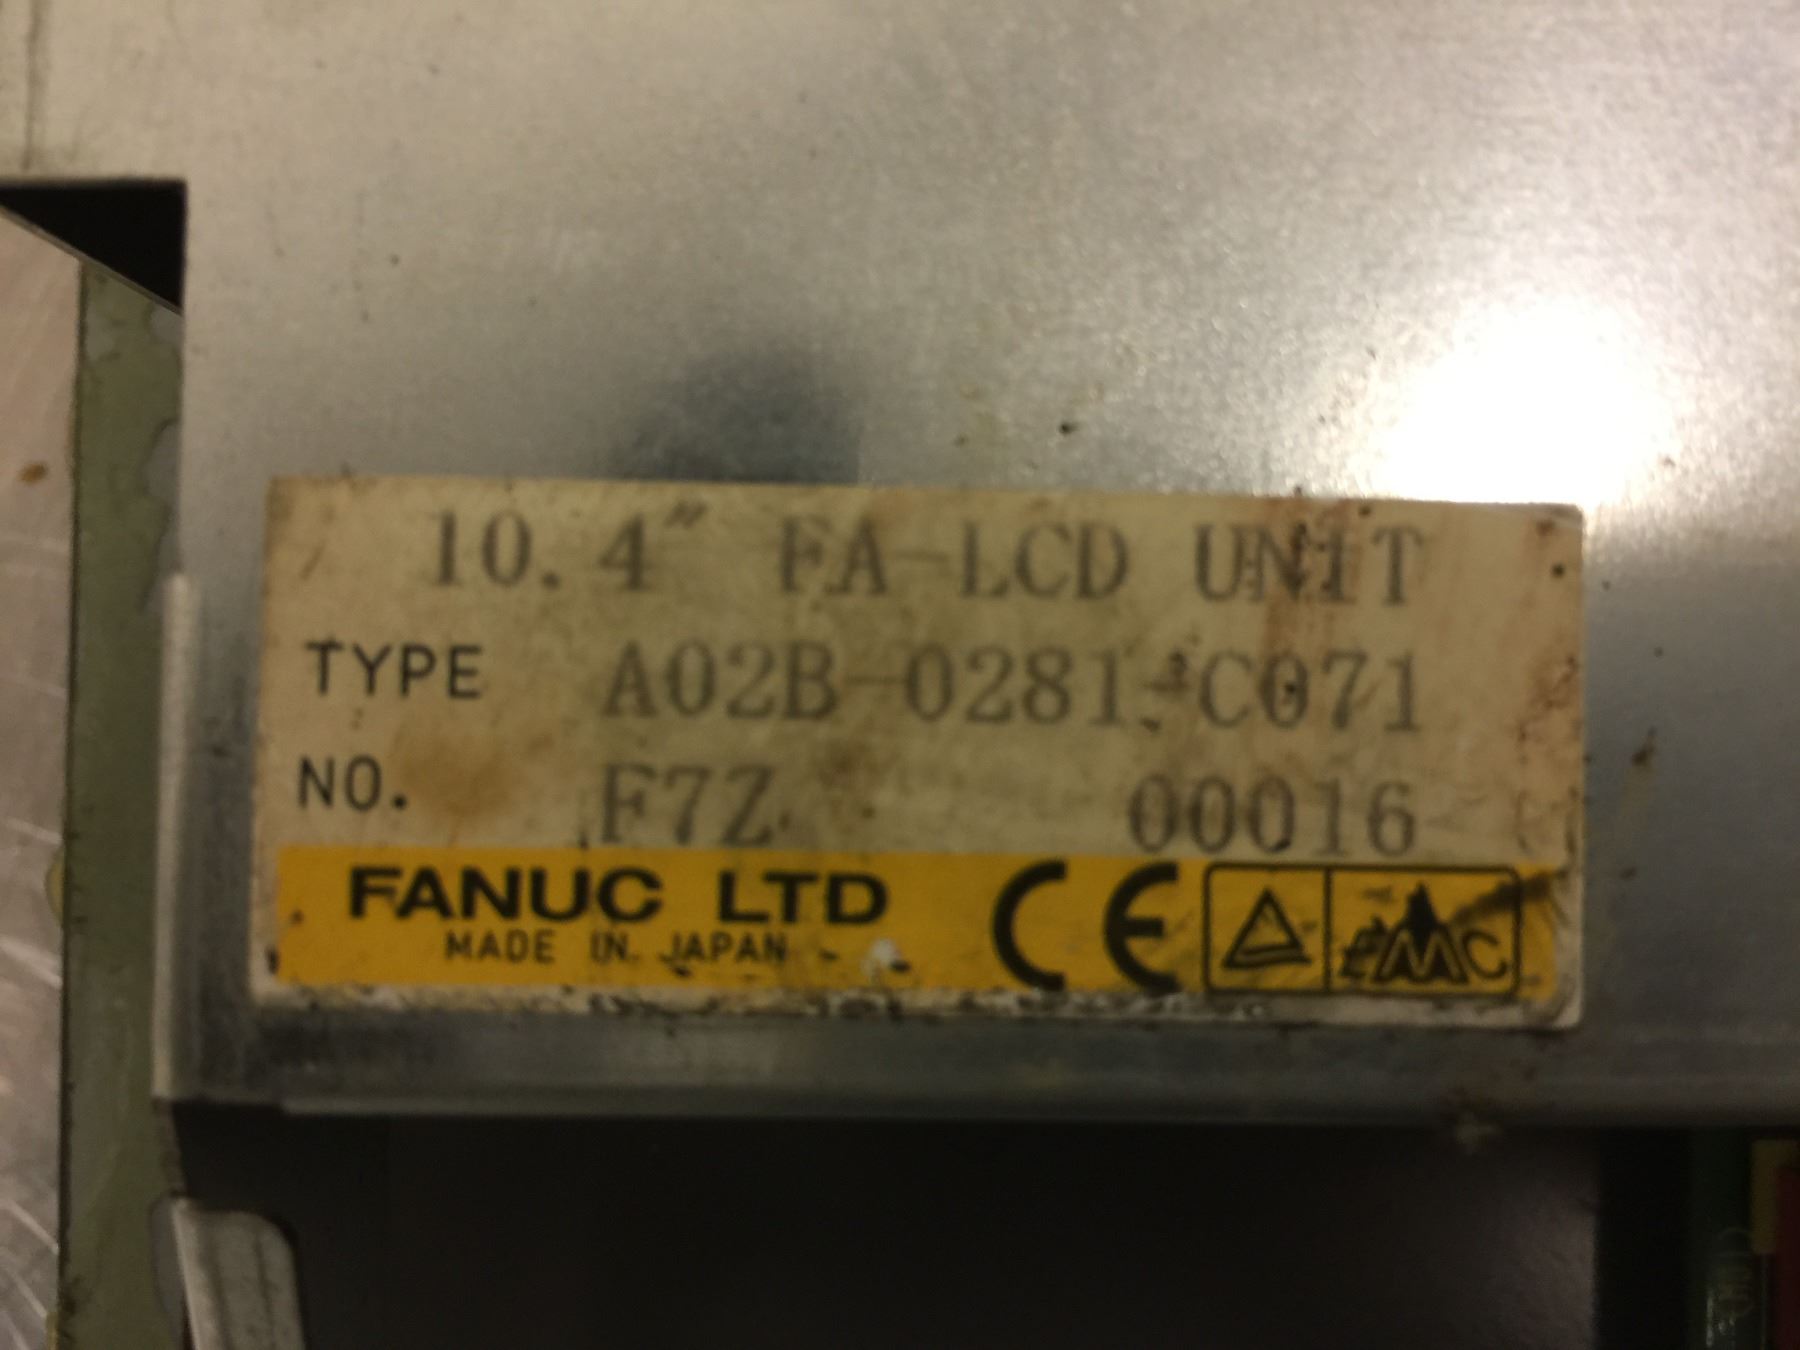 10.4" FA-LCD UNIT
TYPE A02B-0281-C071
NO. F7Z 00016
FANUC LTD
MADE IN JAPAN
CE
EMC